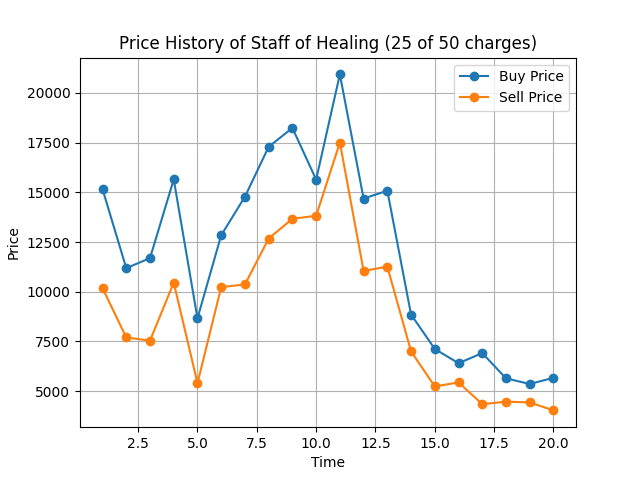 Price History of Staff of Healing (25 of 50 charges)
Buy Price
Sell Price
Price
20000
17500
15000
12500
10000
7500
5000
2.5 5.0 7.5 10.0 12.5 15.0 17.5 20.0
Time